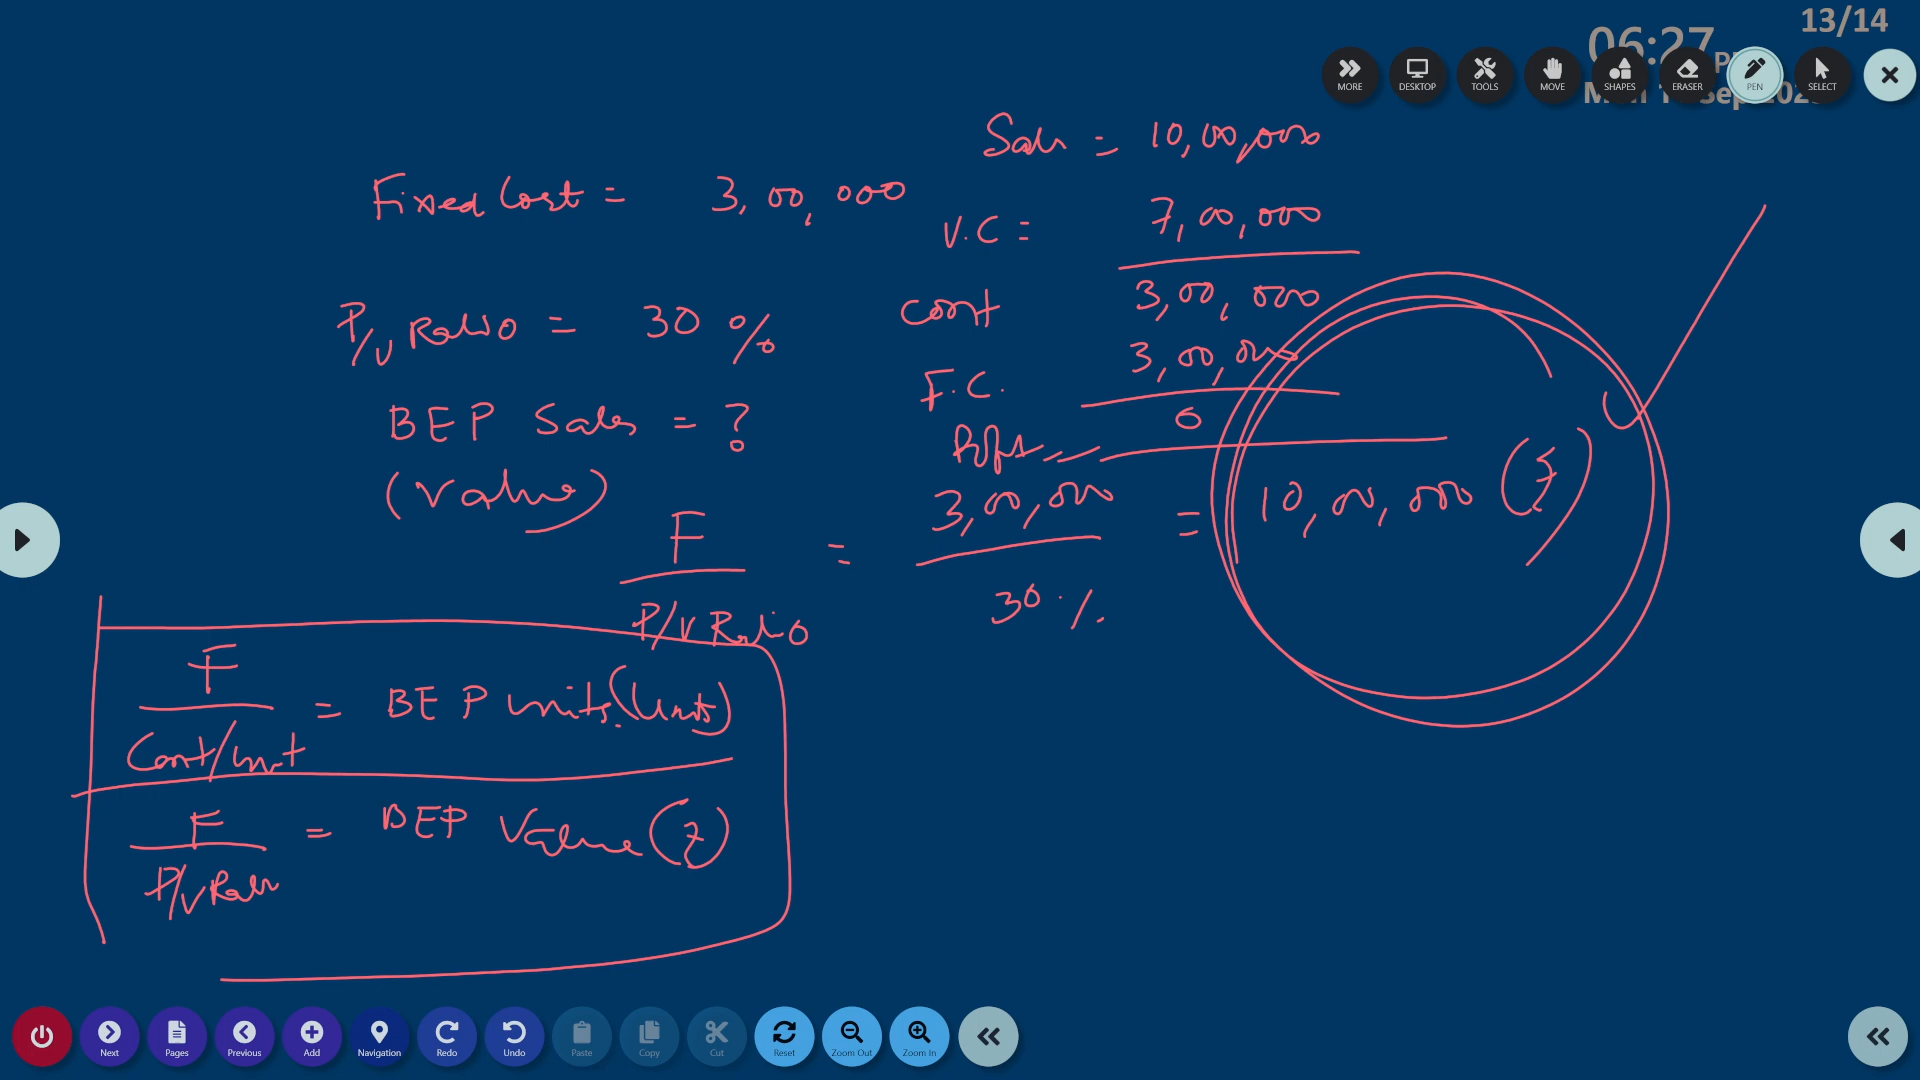 13/14
06:27
MORE DESKTOP TOOLS MOVE SHAPES ERASER PEN SELECT
Sales = 10,00,000
Fixed Cost = 3,00,000
V.C = 7,00,000
Cont 3,00,000
P/V Ratio = 30 %
F.C. 3,00,000
BEP Sales = ?
Profit 0
(Value)
F / P/V Ratio = 3,00,000 / 30 % = 10,00,000 (₹)
F / Cont/unit = BEP units (Units)
F / P/V Ratio = BEP Value (₹)
Next Pages Previous Add Navigation Redo Undo Paste Copy Cut Reset Zoom Out Zoom In